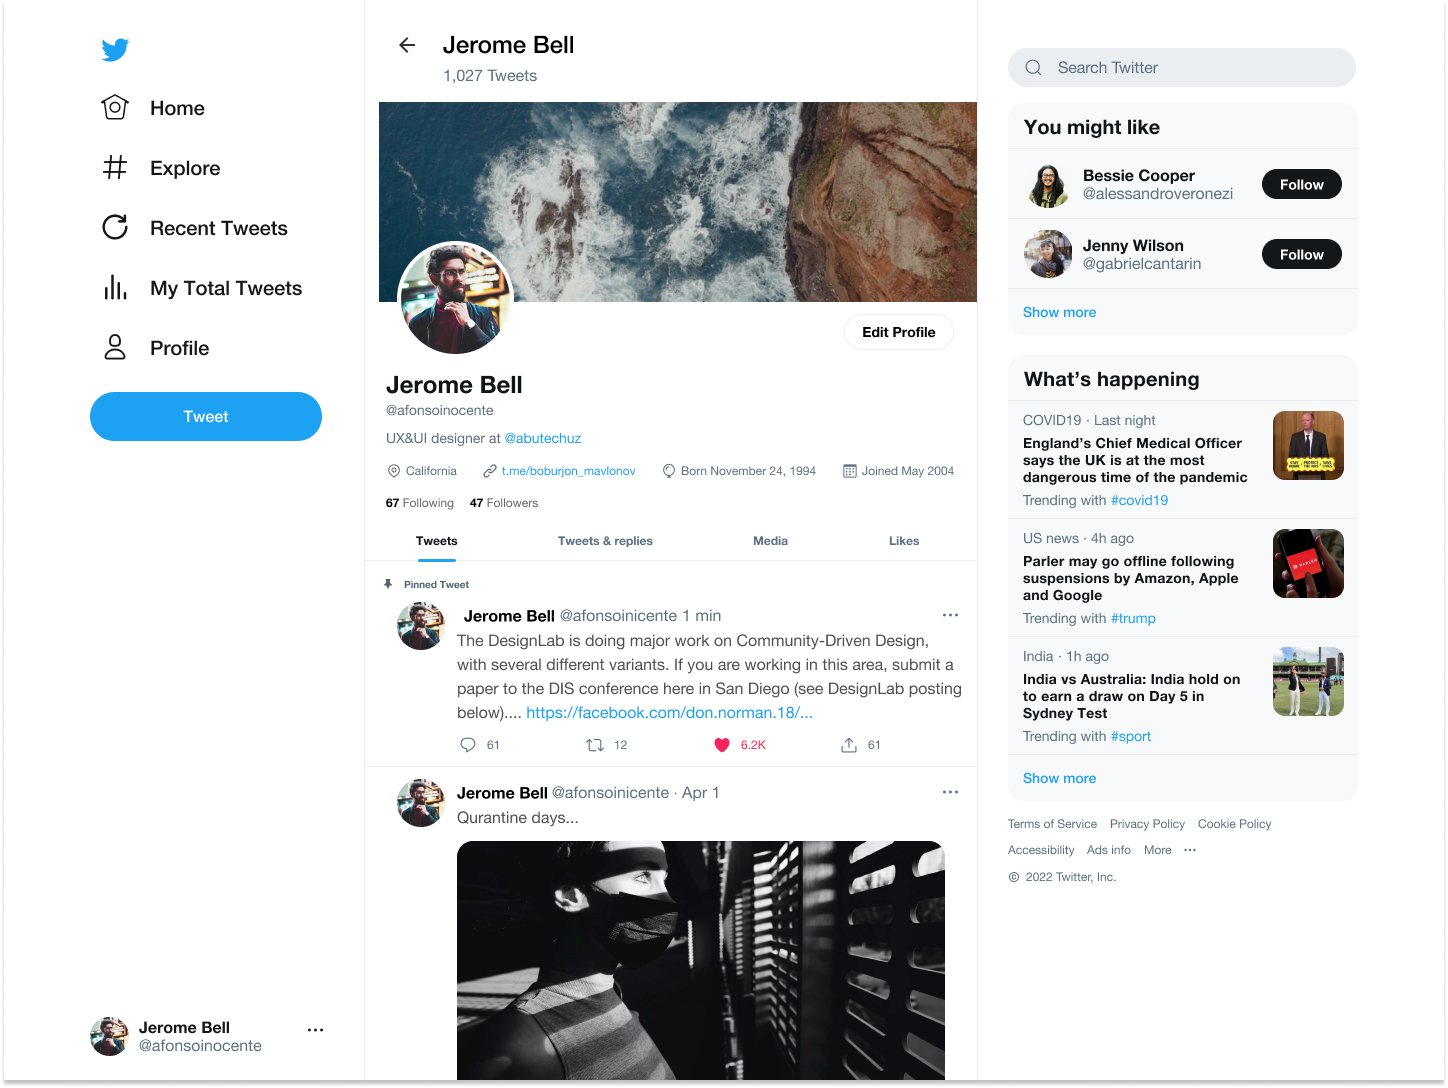 Home
Explore
Recent Tweets
My Total Tweets
Profile
Tweet
Jerome Bell
@afonsoinocente
Jerome Bell
1,027 Tweets
Edit Profile
Jerome Bell
@afonsoinocente
UX&UI designer at @abutechuz
California t.me/boburjon_mavlonov Born November 24, 1994 Joined May 2004
67 Following 47 Followers
Tweets Tweets & replies Media Likes
Pinned Tweet
Jerome Bell @afonsoinicente 1 min
The DesignLab is doing major work on Community-Driven Design,
with several different variants. If you are working in this area, submit a
paper to the DIS conference here in San Diego (see DesignLab posting
below).... https://facebook.com/don.norman.18/...
61 12 6.2K 61
Jerome Bell @afonsoinicente · Apr 1
Qurantine days...
Search Twitter
You might like
Bessie Cooper
@alessandroveronezi
Follow
Jenny Wilson
@gabrielcantarin
Follow
Show more
What’s happening
COVID19 · Last night
England’s Chief Medical Officer
says the UK is at the most
dangerous time of the pandemic
Trending with #covid19
US news · 4h ago
Parler may go offline following
suspensions by Amazon, Apple
and Google
Trending with #trump
India · 1h ago
India vs Australia: India hold on
to earn a draw on Day 5 in
Sydney Test
Trending with #sport
Show more
Terms of Service Privacy Policy Cookie Policy
Accessibility Ads info More ···
© 2022 Twitter, Inc.